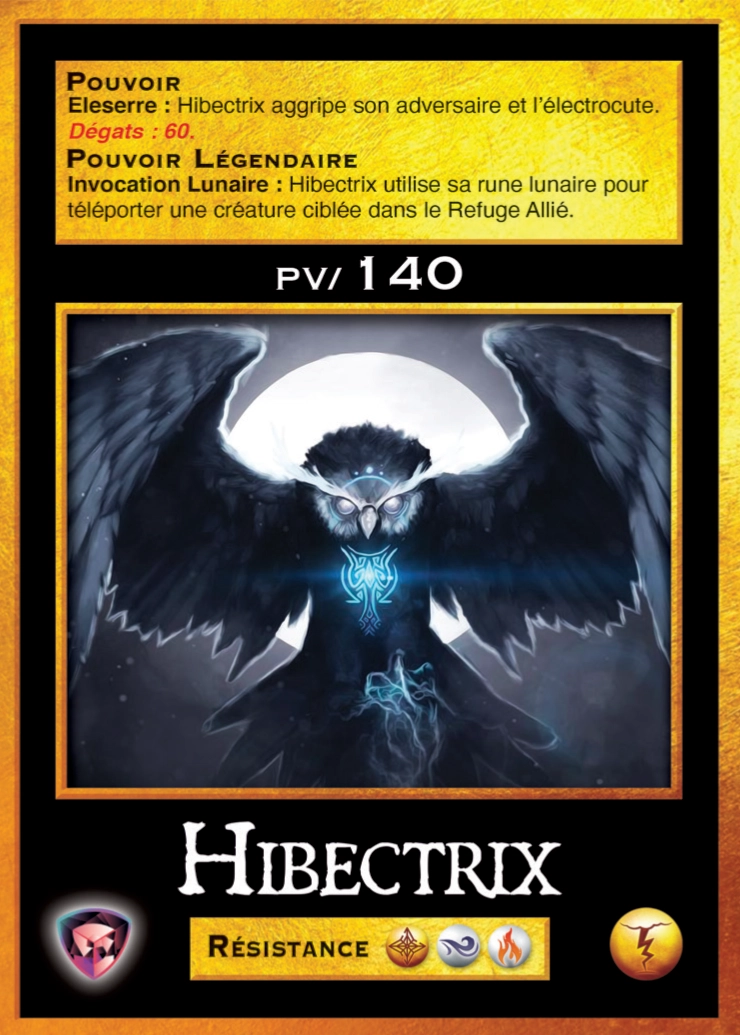 Pouvoir
Eleserre : Hibectrix aggripe son adversaire et l'électrocute.
Dégats : 60.
Pouvoir Légendaire
Invocation Lunaire : Hibectrix utilise sa rune lunaire pour
téléporter une créature ciblée dans le Refuge Allié.
PV/ 140
Hibectrix
Résistance